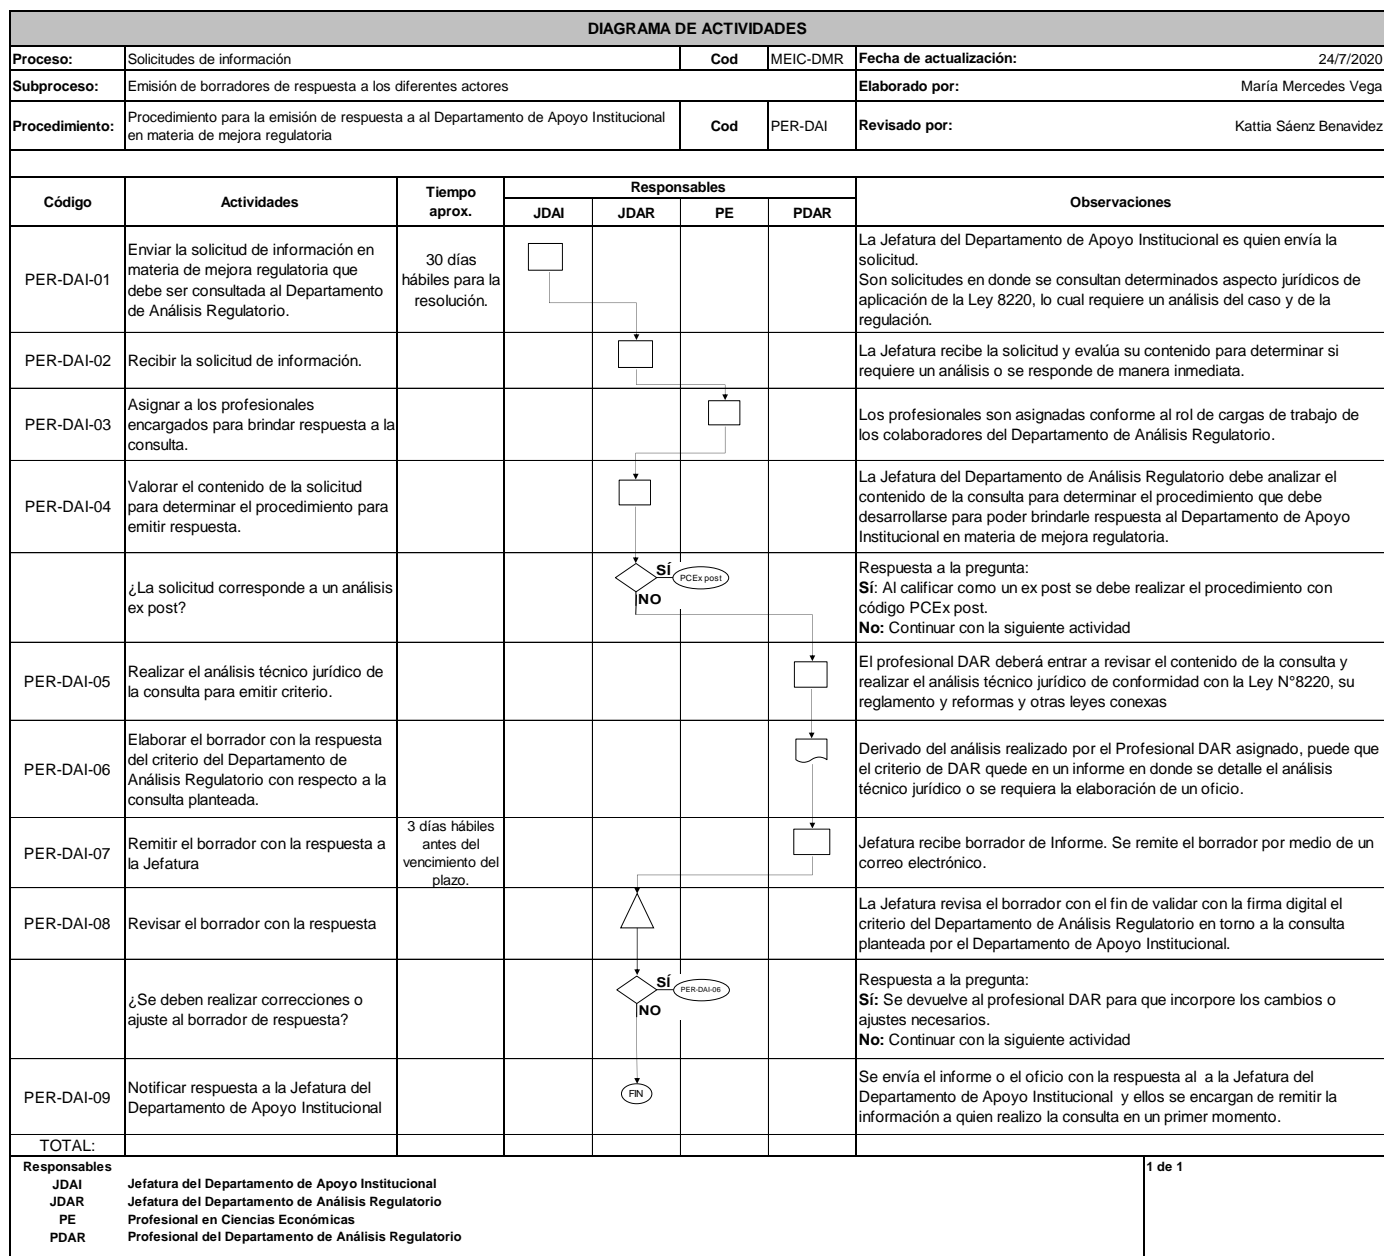 DIAGRAMA DE ACTIVIDADES
Proceso: Solicitudes de información Cod MEIC-DMR Fecha de actualización: 24/7/2020
Subproceso: Emisión de borradores de respuesta a los diferentes actores Elaborado por: María Mercedes Vega
Procedimiento: Procedimiento para la emisión de respuesta a al Departamento de Apoyo Institucional
en materia de mejora regulatoria
Cod PER-DAI Revisado por: Kattia Sáenz Benavidez
Código Actividades Tiempo
aprox.
Responsables
JDAI JDAR PE PDAR
Observaciones
PER-DAI-01
Enviar la solicitud de información en
materia de mejora regulatoria que
debe ser consultada al Departamento
de Análisis Regulatorio.
30 días
hábiles para la
resolución.
La Jefatura del Departamento de Apoyo Institucional es quien envía la
solicitud.
Son solicitudes en donde se consultan determinados aspecto jurídicos de
aplicación de la Ley 8220, lo cual requiere un análisis del caso y de la
regulación.
PER-DAI-02
Recibir la solicitud de información.
La Jefatura recibe la solicitud y evalúa su contenido para determinar si
requiere un análisis o se responde de manera inmediata.
PER-DAI-03
Asignar a los profesionales
encargados para brindar respuesta a la
consulta.
Los profesionales son asignadas conforme al rol de cargas de trabajo de
los colaboradores del Departamento de Análisis Regulatorio.
PER-DAI-04
Valorar el contenido de la solicitud
para determinar el procedimiento para
emitir respuesta.
La Jefatura del Departamento de Análisis Regulatorio debe analizar el
contenido de la consulta para determinar el procedimiento que debe
desarrollarse para poder brindarle respuesta al Departamento de Apoyo
Institucional en materia de mejora regulatoria.
¿La solicitud corresponde a un análisis
ex post?
SÍ
PCEx post
NO
Respuesta a la pregunta:
Sí: Al calificar como un ex post se debe realizar el procedimiento con
código PCEx post.
No: Continuar con la siguiente actividad
PER-DAI-05
Realizar el análisis técnico jurídico de
la consulta para emitir criterio.
El profesional DAR deberá entrar a revisar el contenido de la consulta y
realizar el análisis técnico jurídico de conformidad con la Ley N°8220, su
reglamento y reformas y otras leyes conexas
PER-DAI-06
Elaborar el borrador con la respuesta
del criterio del Departamento de
Análisis Regulatorio con respecto a la
consulta planteada.
Derivado del análisis realizado por el Profesional DAR asignado, puede que
el criterio de DAR quede en un informe en donde se detalle el análisis
técnico jurídico o se requiera la elaboración de un oficio.
PER-DAI-07
Remitir el borrador con la respuesta a
la Jefatura
3 días hábiles
antes del
vencimiento del
plazo.
Jefatura recibe borrador de Informe. Se remite el borrador por medio de un
correo electrónico.
PER-DAI-08
Revisar el borrador con la respuesta
La Jefatura revisa el borrador con el fin de validar con la firma digital el
criterio del Departamento de Análisis Regulatorio en torno a la consulta
planteada por el Departamento de Apoyo Institucional.
¿Se deben realizar correcciones o
ajuste al borrador de respuesta?
SÍ
PER-DAI-06
NO
Respuesta a la pregunta:
Sí: Se devuelve al profesional DAR para que incorpore los cambios o
ajustes necesarios.
No: Continuar con la siguiente actividad
PER-DAI-09
Notificar respuesta a la Jefatura del
Departamento de Apoyo Institucional
FIN
Se envía el informe o el oficio con la respuesta al a la Jefatura del
Departamento de Apoyo Institucional y ellos se encargan de remitir la
información a quien realizo la consulta en un primer momento.
TOTAL:
Responsables
JDAI Jefatura del Departamento de Apoyo Institucional
JDAR Jefatura del Departamento de Análisis Regulatorio
PE Profesional en Ciencias Económicas
PDAR Profesional del Departamento de Análisis Regulatorio
1 de 1